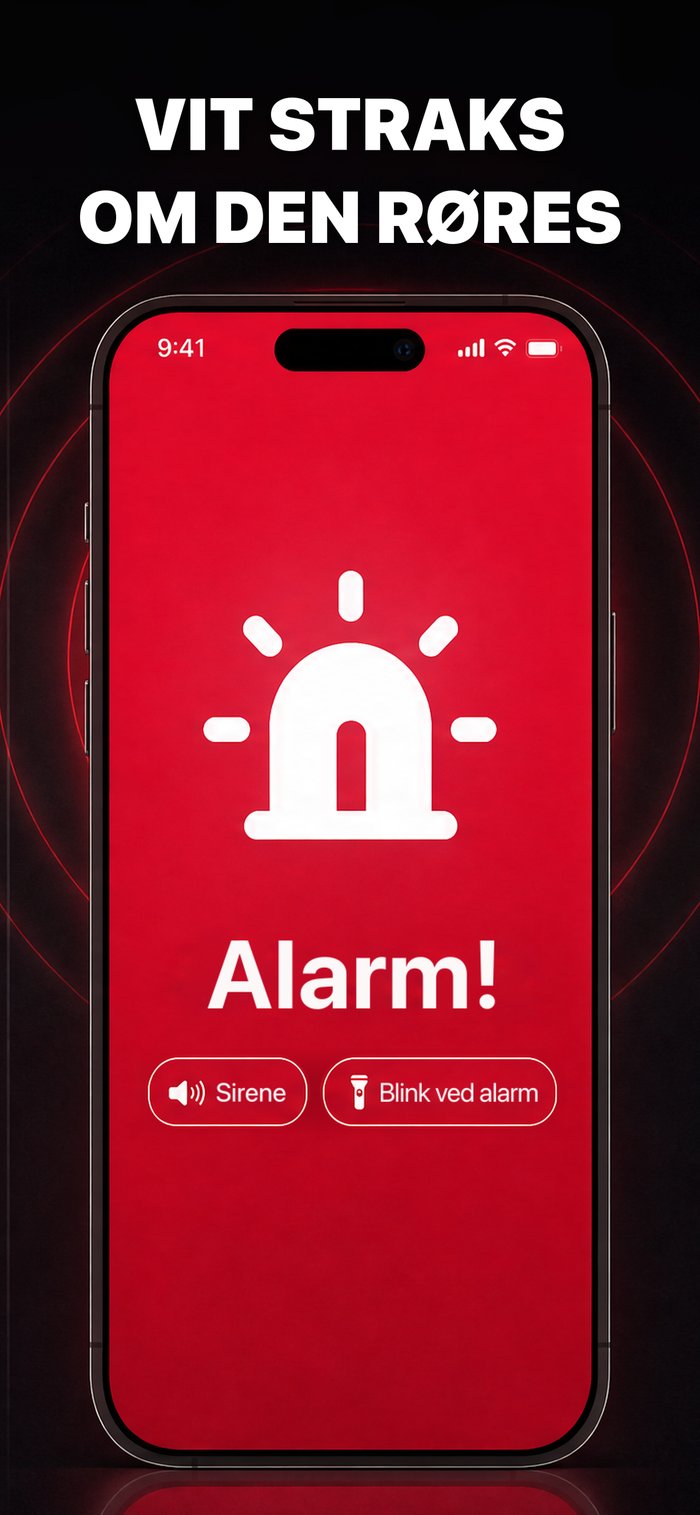 VIT STRAKS
OM DEN RØRES
9:41
Alarm!
Sirene
Blink ved alarm